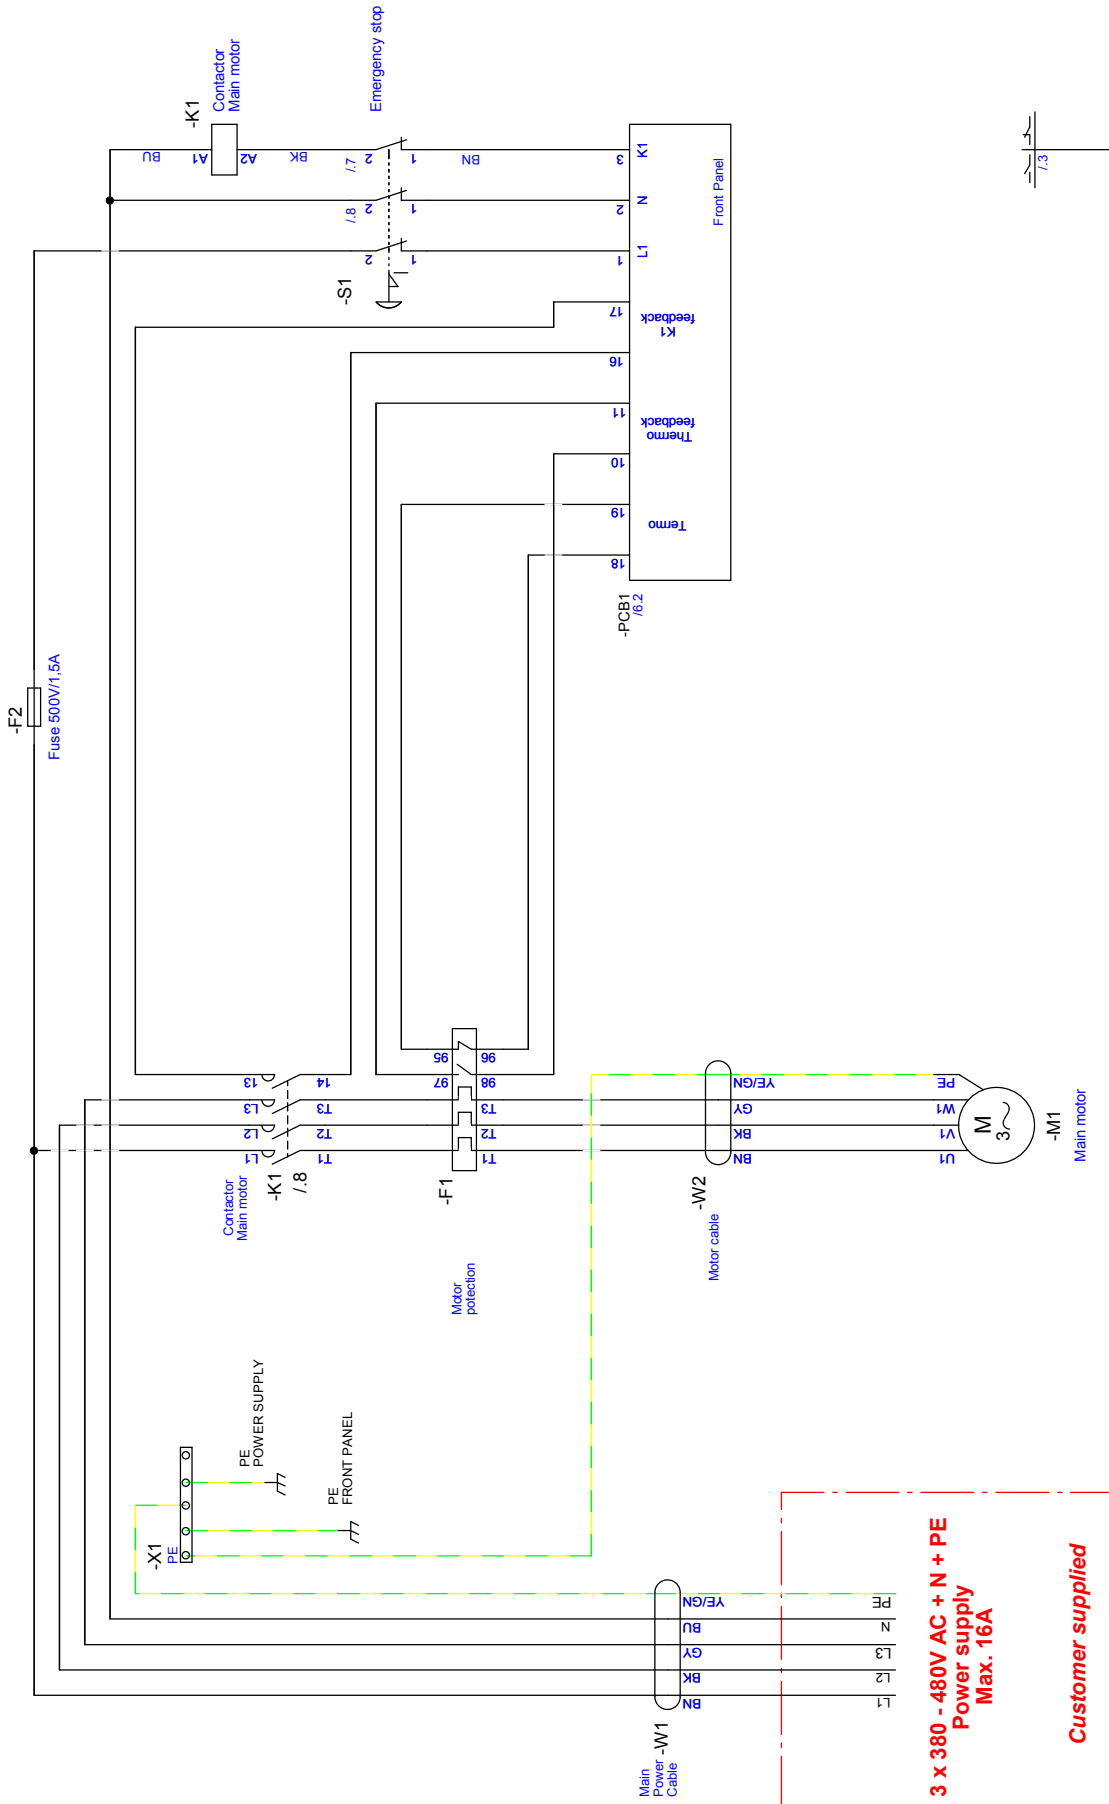 -F2
Fuse 500V/1,5A
-K1
Contactor
Main motor
BU
A1
A2
BK
Emergency stop
/.7
/.8
2
1
2
1
2
1
BN
-S1
3
K1
2
N
1
L1
Front Panel
17
K1
feedback
16
11
Thermo
feedback
10
19
Termo
18
-PCB1
/6.2
/.3
13
14
L3
T3
L2
T2
L1
T1
-K1
/.8
Contactor
Main motor
95
96
97
98
T3
T2
T1
-F1
Motor
potection
YE/GN
GY
BK
BN
-W2
Motor cable
PE
W1
V1
U1
M
3
-M1
Main motor
-X1
PE
PE
POWER SUPPLY
PE
FRONT PANEL
YE/GN
BU
GY
BK
BN
-W1
Main
Power
Cable
PE
N
L3
L2
L1
3 x 380 - 480V AC + N + PE
Power supply
Max. 16A
Customer supplied